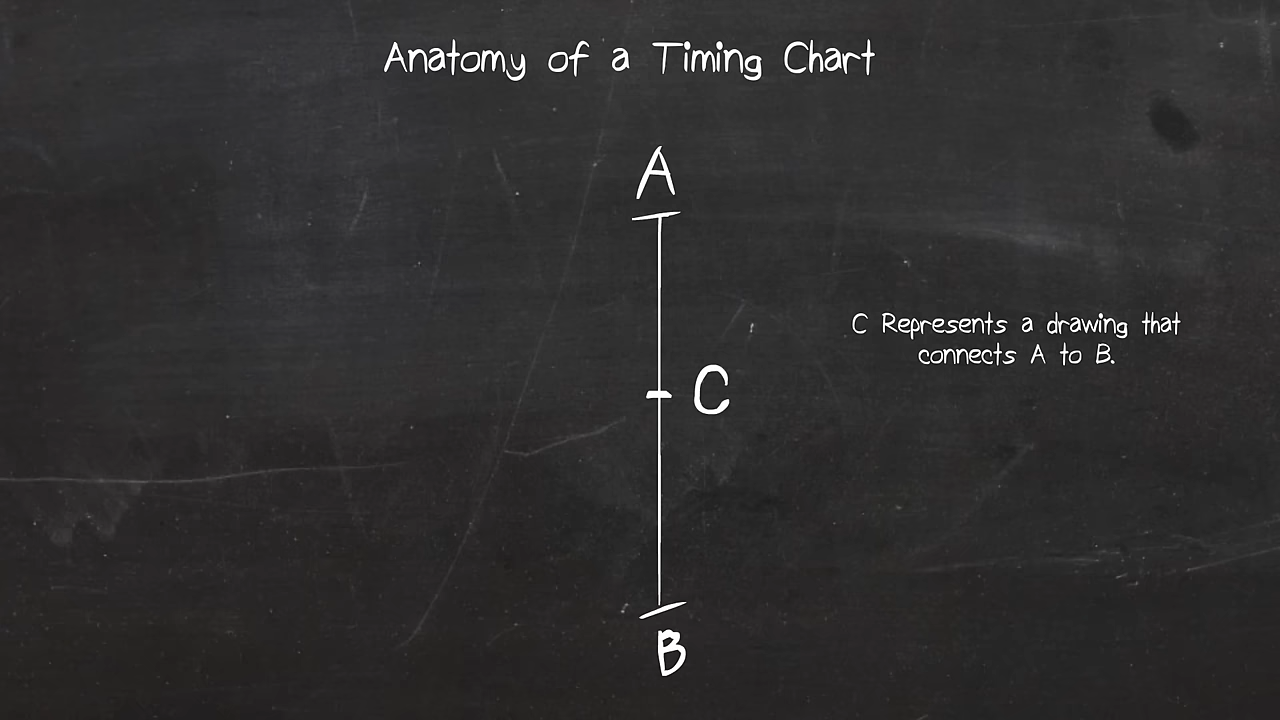 Anatomy of a Timing Chart
A
C Represents a drawing that
connects A to B.
C
B